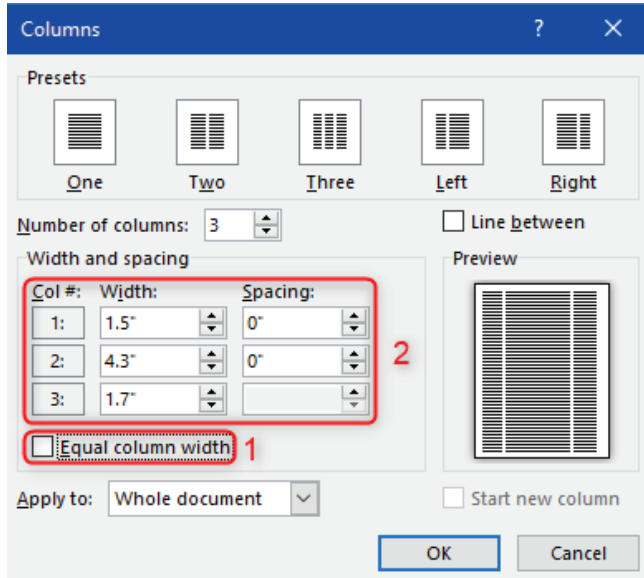 Columns ?
Presets
One Two Three Left Right
Number of columns: 3 Line between
Width and spacing Preview
Col #: Width: Spacing:
1: 1.5" 0"
2: 4.3" 0" 2
3: 1.7"
Equal column width 1
Apply to: Whole document Start new column
OK Cancel